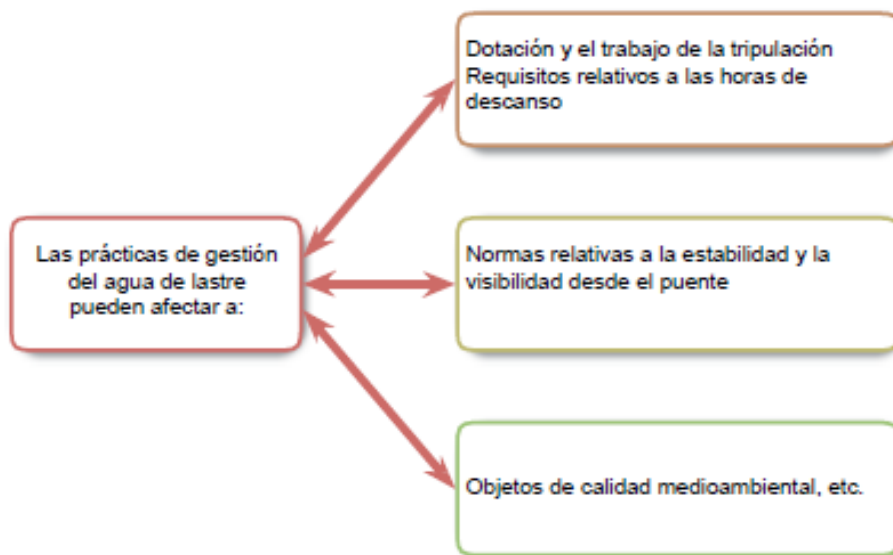 Dotación y el trabajo de la tripulación
Requisitos relativos a las horas de
descanso
Las prácticas de gestión
del agua de lastre
pueden afectar a:
Normas relativas a la estabilidad y la
visibilidad desde el puente
Objetos de calidad medioambiental, etc.